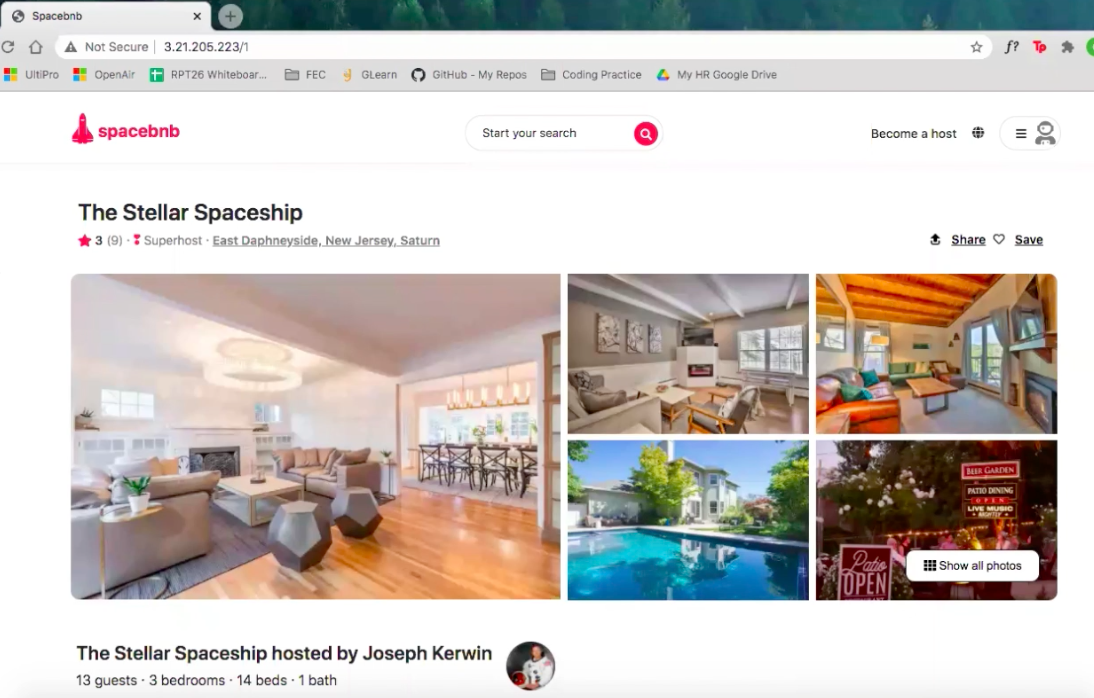 Spacebnb
Not Secure 3.21.205.223/1
f? Tp
UltiPro OpenAir RPT26 Whiteboar... FEC GLearn GitHub - My Repos Coding Practice My HR Google Drive
spacebnb Start your search Become a host
The Stellar Spaceship
3 (9) · Superhost · East Daphneyside, New Jersey, Saturn Share Save
BEER GARDEN
PATIO DINING
OPEN
LIVE MUSIC
NIGHTLY
Patio
OPEN
RESTAURANT
Show all photos
The Stellar Spaceship hosted by Joseph Kerwin
13 guests · 3 bedrooms · 14 beds · 1 bath